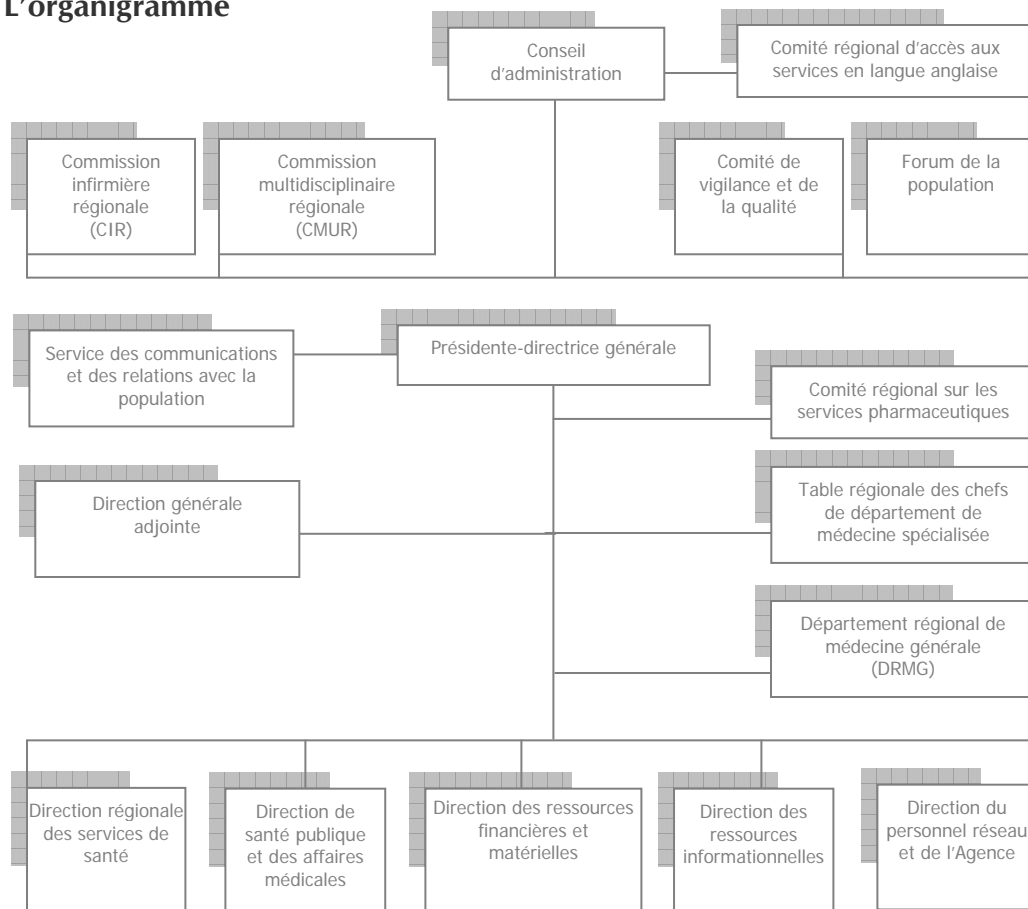 L'organigramme
Conseil
d'administration
Comité régional d'accès aux
services en langue anglaise
Commission
infirmière
régionale
(CIR)
Commission
multidisciplinaire
régionale
(CMUR)
Comité de
vigilance et de
la qualité
Forum de la
population
Service des communications
et des relations avec la
population
Présidente-directrice générale
Comité régional sur les
services pharmaceutiques
Direction générale
adjointe
Table régionale des chefs
de département de
médecine spécialisée
Département régional de
médecine générale
(DRMG)
Direction régionale
des services de
santé
Direction de
santé publique
et des affaires
médicales
Direction des ressources
financières et
matérielles
Direction des
ressources
informationnelles
Direction du
personnel réseau
et de l'Agence